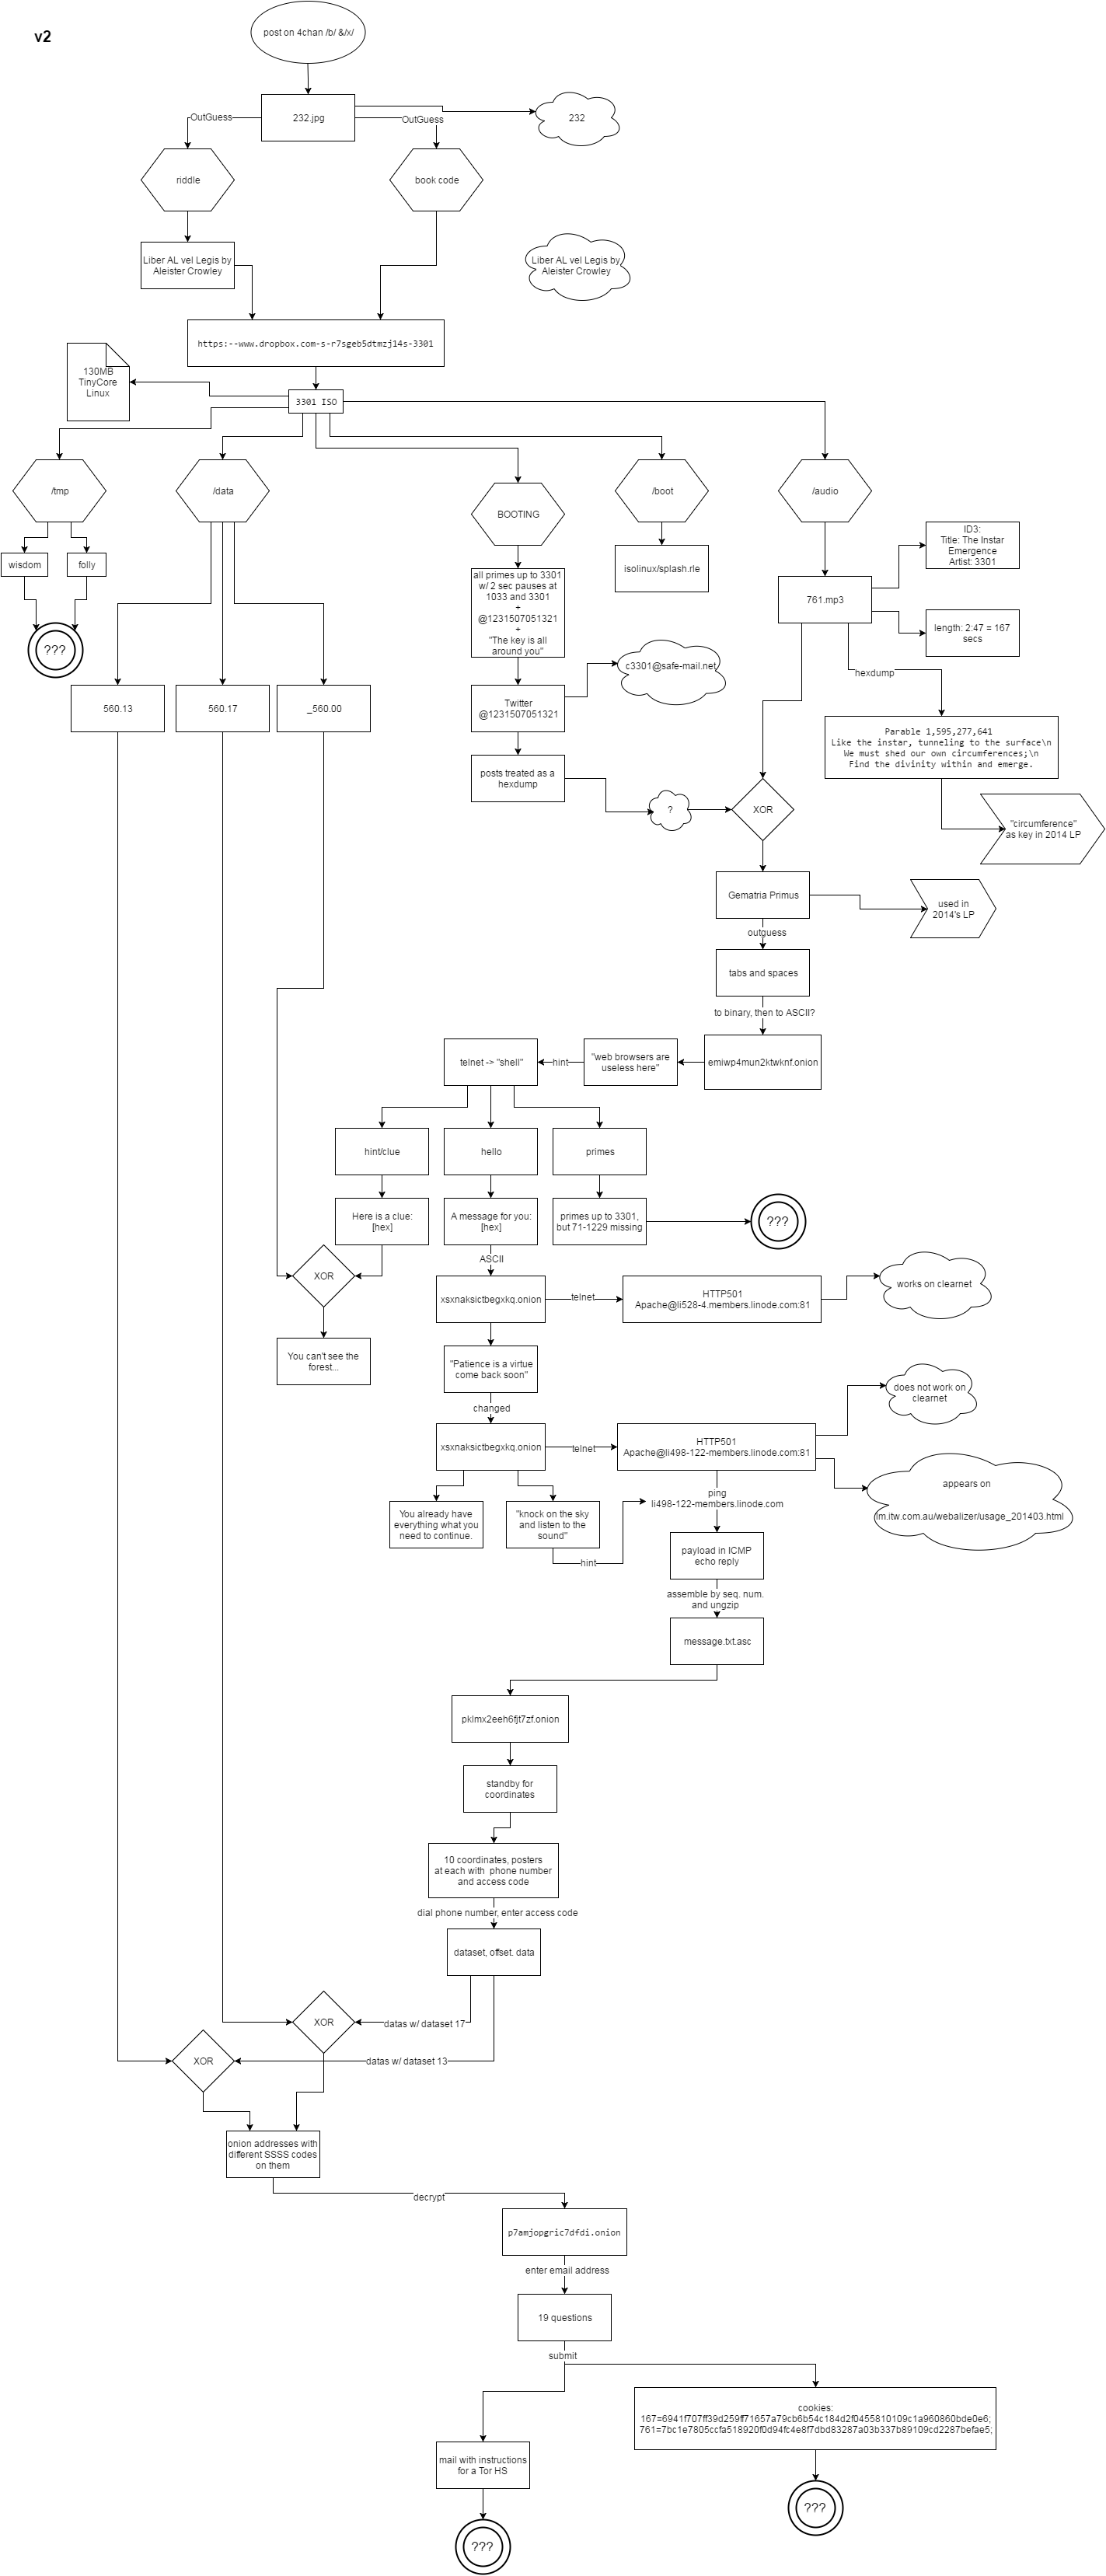 v2
post on 4chan /b/ &/x/
232.jpg
232
OutGuess
OutGuess
riddle
book code
Liber AL vel Legis by
Aleister Crowley
Liber AL vel Legis by
Aleister Crowley
https:--www.dropbox.com-s-r7sgeb5dtmzj14s-3301
130MB
TinyCore
Linux
3301 ISO
/tmp
/data
BOOTING
/boot
/audio
wisdom
folly
???
560.13
560.17
_560.00
all primes up to 3301
w/ 2 sec pauses at
1033 and 3301
+
@1231507051321
+
"The key is all
around you"
isolinux/splash.rle
761.mp3
ID3:
Title: The Instar
Emergence
Artist: 3301
length: 2:47 = 167
secs
c3301@safe-mail.net
Twitter
@1231507051321
hexdump
Parable 1,595,277,641
Like the instar, tunneling to the surface\n
We must shed our own circumferences;\n
Find the divinity within and emerge.
posts treated as a
hexdump
?
XOR
"circumference"
as key in 2014 LP
Gematria Primus
used in
2014's LP
outguess
tabs and spaces
to binary, then to ASCII?
telnet -> "shell"
hint
"web browsers are
useless here"
emiwp4mun2ktwknf.onion
hint/clue
hello
primes
Here is a clue:
[hex]
A message for you:
[hex]
primes up to 3301,
but 71-1229 missing
???
ASCII
XOR
xsxnaksictbegxkq.onion
telnet
HTTP501
Apache@li528-4.members.linode.com:81
works on clearnet
You can't see the
forest...
"Patience is a virtue
come back soon"
changed
does not work on
clearnet
xsxnaksictbegxkq.onion
telnet
HTTP501
Apache@li498-122-members.linode.com:81
appears on
lm.itw.com.au/webalizer/usage_201403.html
You already have
everything what you
need to continue.
"knock on the sky
and listen to the
sound"
hint
ping
li498-122-members.linode.com
payload in ICMP
echo reply
assemble by seq. num.
and ungzip
message.txt.asc
pklmx2eeh6fjt7zf.onion
standby for
coordinates
10 coordinates, posters
at each with phone number
and access code
dial phone number, enter access code
dataset, offset. data
XOR
datas w/ dataset 17
XOR
datas w/ dataset 13
onion addresses with
different SSSS codes
on them
decrypt
p7amjopgric7dfdi.onion
enter email address
19 questions
submit
cookies:
167=6941f707ff39d259ff71657a79cb6b54c184d2f0455810109c1a960860bde0e6;
761=7bc1e7805ccfa518920f0d94fc4e8f7dbd83287a03b337b89109cd2287befae5;
mail with instructions
for a Tor HS
???
???